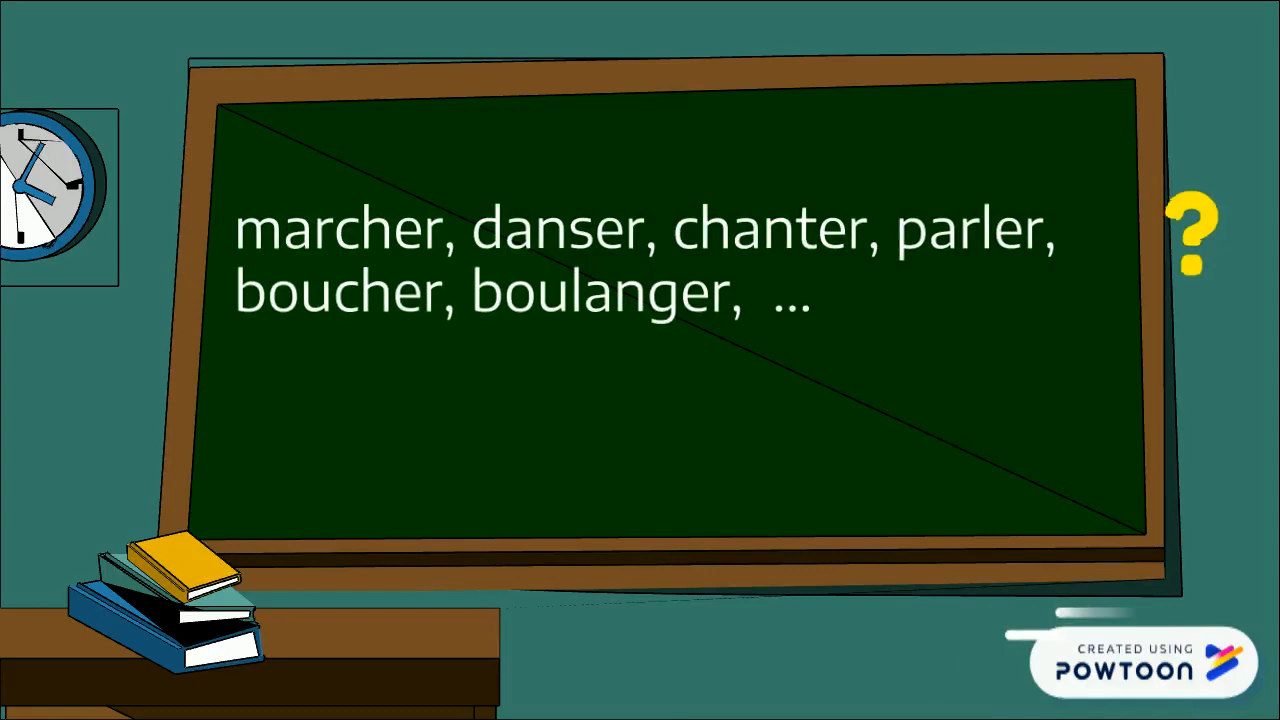 marcher, danser, chanter, parler,
boucher, boulanger, ...
?
CREATED USING
POWTOON